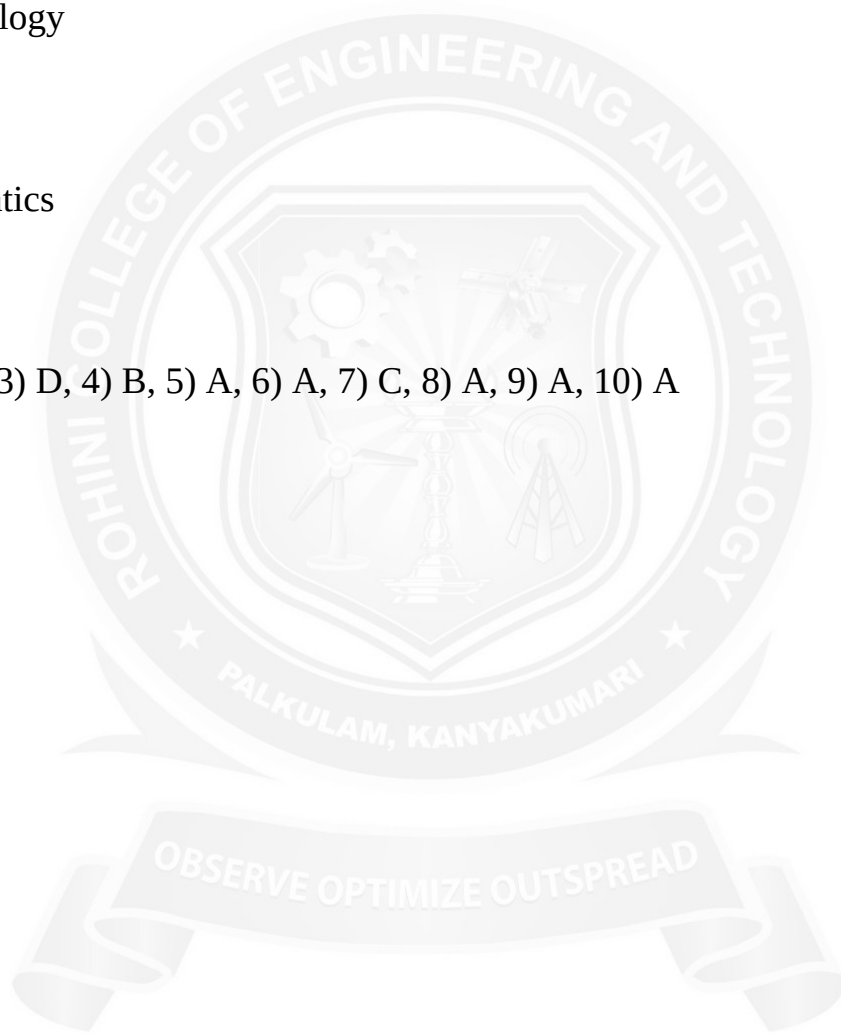 logy
tics
3) D, 4) B, 5) A, 6) A, 7) C, 8) A, 9) A, 10) A
ROHINI COLLEGE OF ENGINEERING AND TECHNOLOGY
PALKULAM, KANYAKUMARI
OBSERVE OPTIMIZE OUTSPREAD